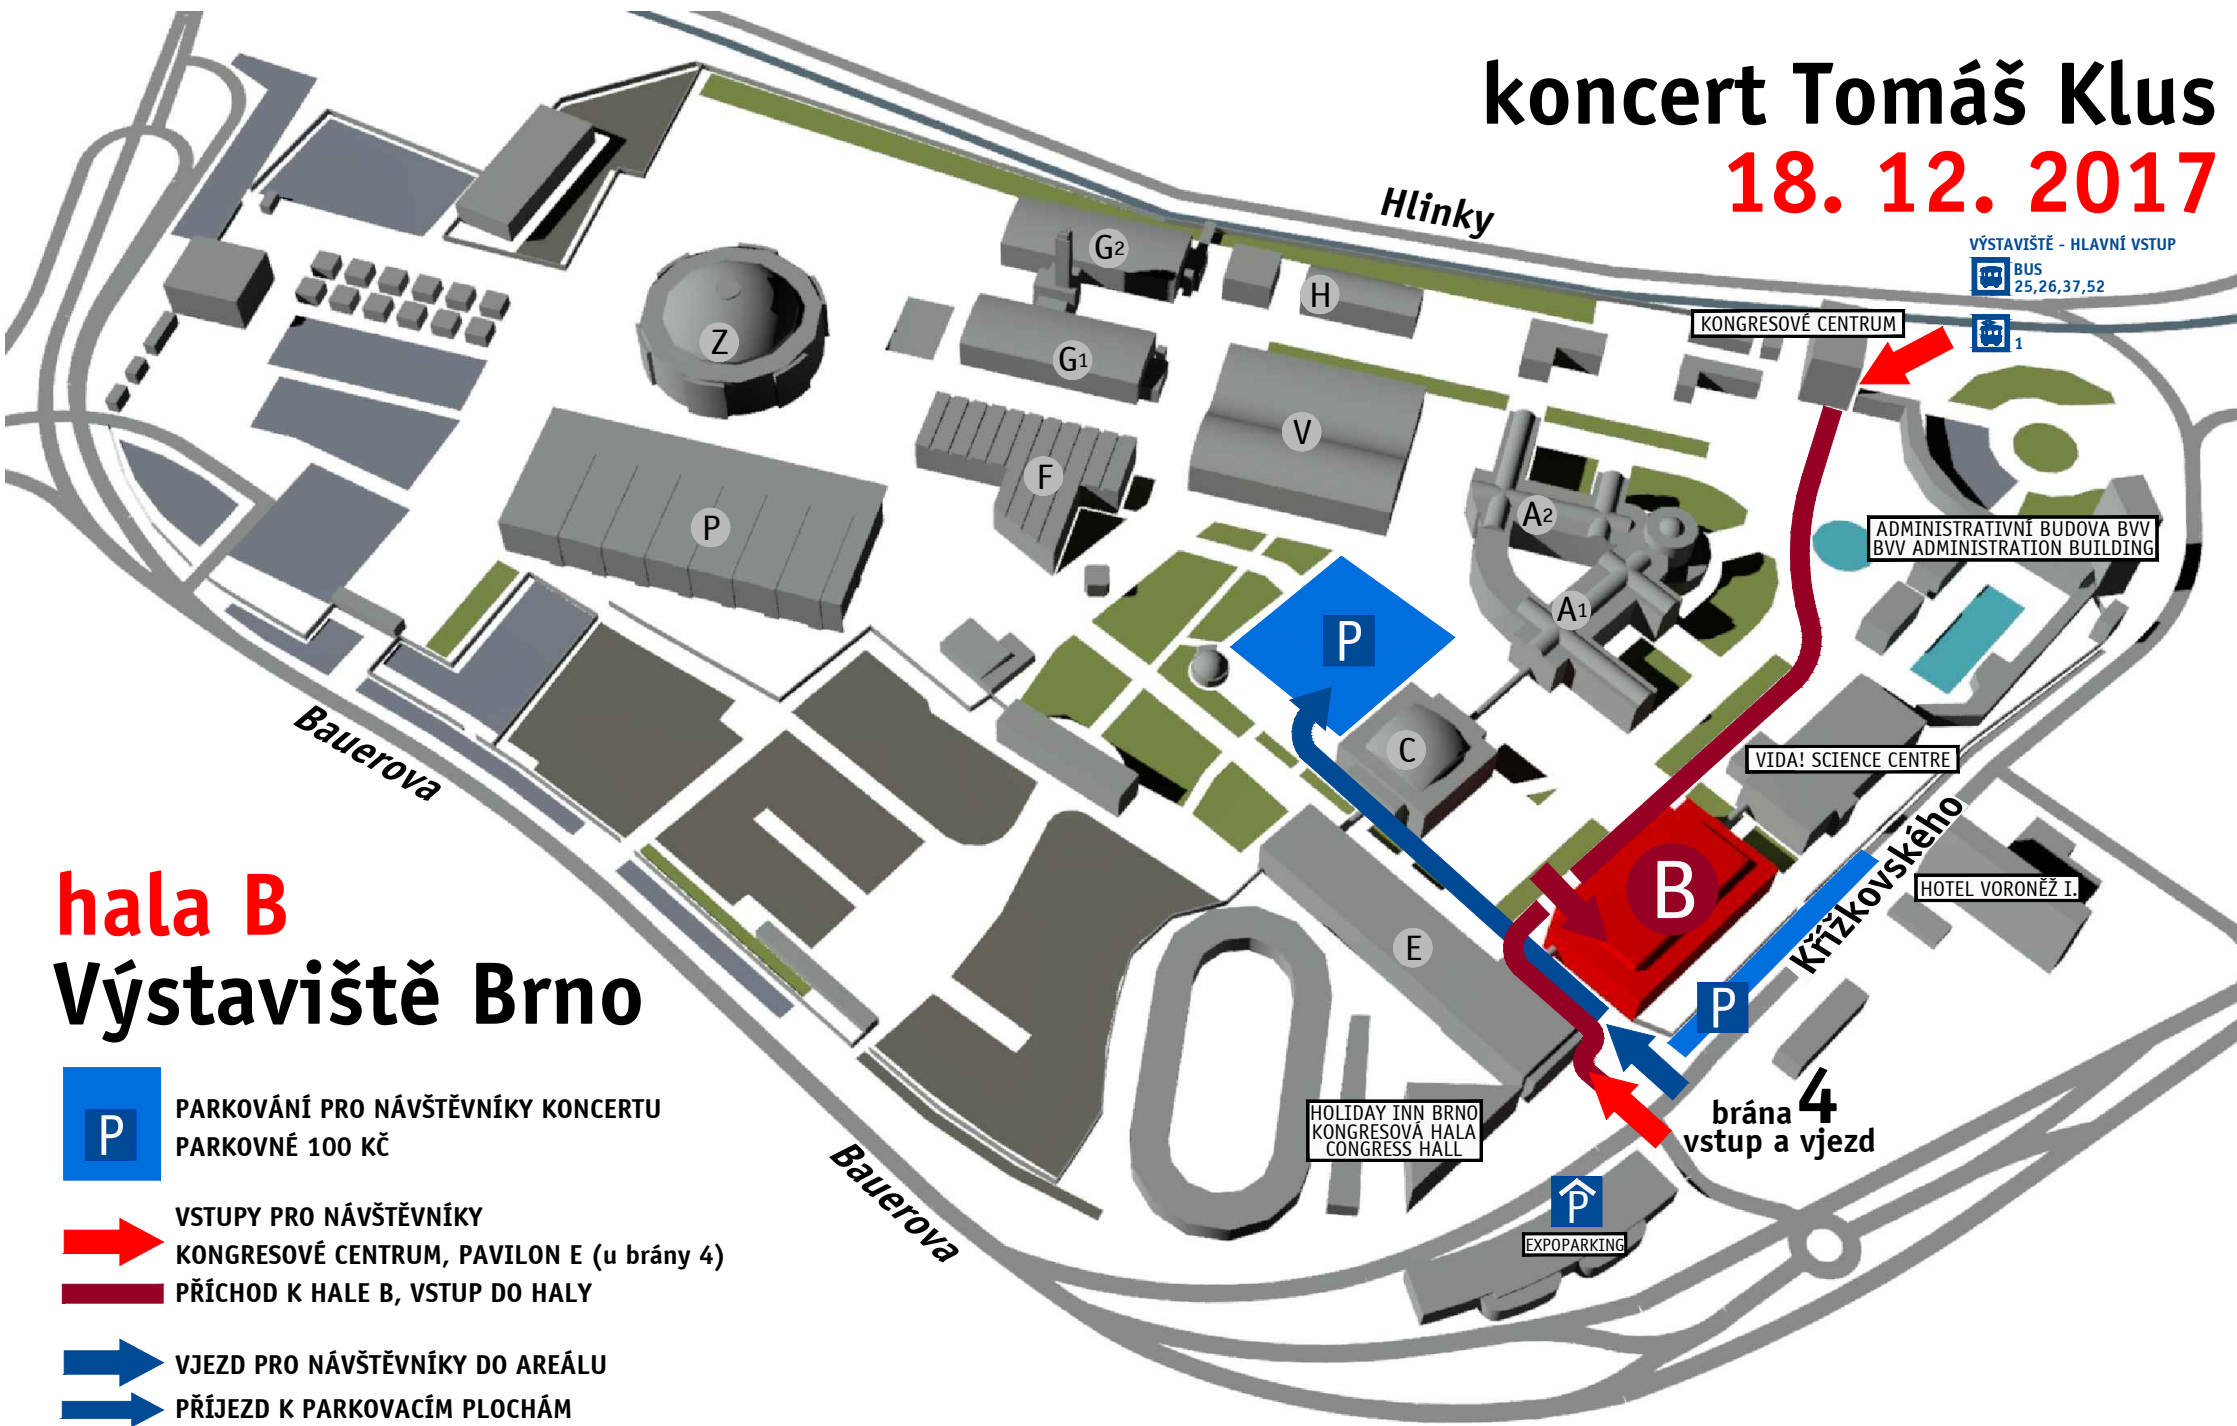 koncert Tomáš Klus
18. 12. 2017
Hlinky
VÝSTAVIŠTĚ - HLAVNÍ VSTUP
BUS
25,26,37,52
1
KONGRESOVÉ CENTRUM
G2
H
Z
G1
V
F
P
A2
ADMINISTRATIVNÍ BUDOVA BVV
BVV ADMINISTRATION BUILDING
A1
P
C
Bauerova
VIDA! SCIENCE CENTRE
Křížkovského
B
HOTEL VORONĚŽ I.
E
P
hala B
Výstaviště Brno
brána 4
vstup a vjezd
HOLIDAY INN BRNO
KONGRESOVÁ HALA
CONGRESS HALL
Bauerova
P
EXPOPARKING
P
PARKOVÁNÍ PRO NÁVŠTĚVNÍKY KONCERTU
PARKOVNÉ 100 KČ
VSTUPY PRO NÁVŠTĚVNÍKY
KONGRESOVÉ CENTRUM, PAVILON E (u brány 4)
PŘÍCHOD K HALE B, VSTUP DO HALY
VJEZD PRO NÁVŠTĚVNÍKY DO AREÁLU
PŘÍJEZD K PARKOVACÍM PLOCHÁM